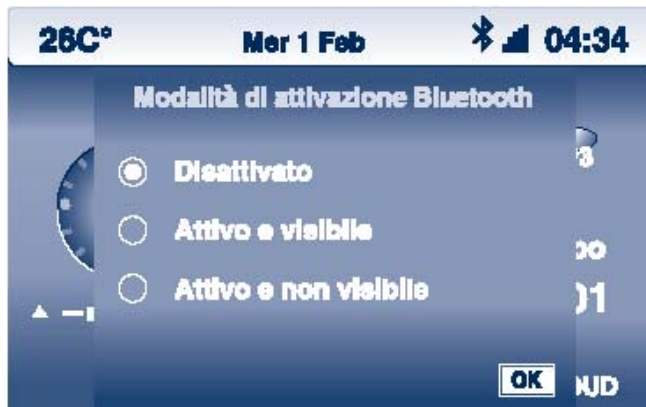 26C° Mer 1 Feb 04:34
Modalità di attivazione Bluetooth
Disattivato
Attivo e visibile
Attivo e non visibile
OK